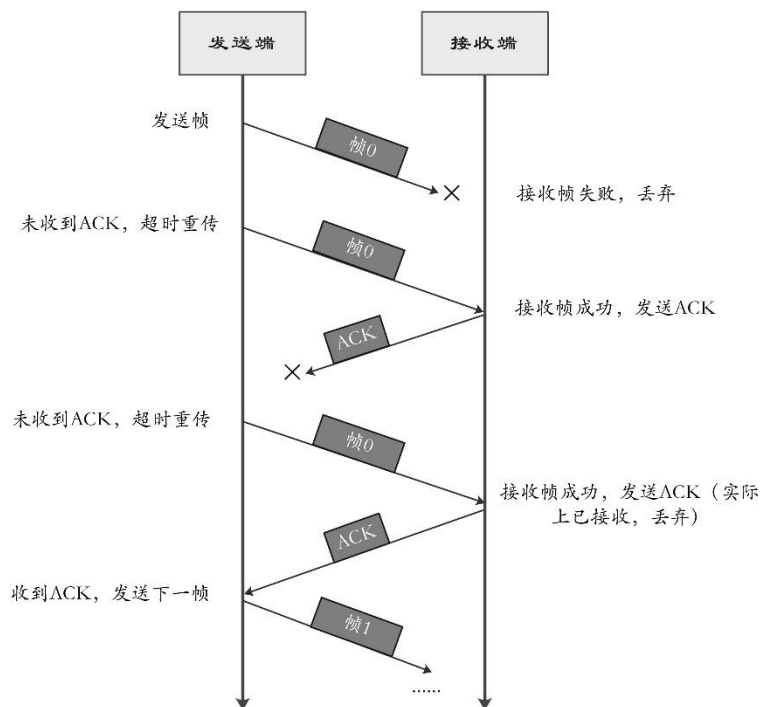 发送端
接收端
发送帧
帧0
接收帧失败，丢弃
未收到ACK，超时重传
帧0
接收帧成功，发送ACK
ACK
未收到ACK，超时重传
帧0
接收帧成功，发送ACK（实际
上已接收，丢弃）
ACK
收到ACK，发送下一帧
帧1
......